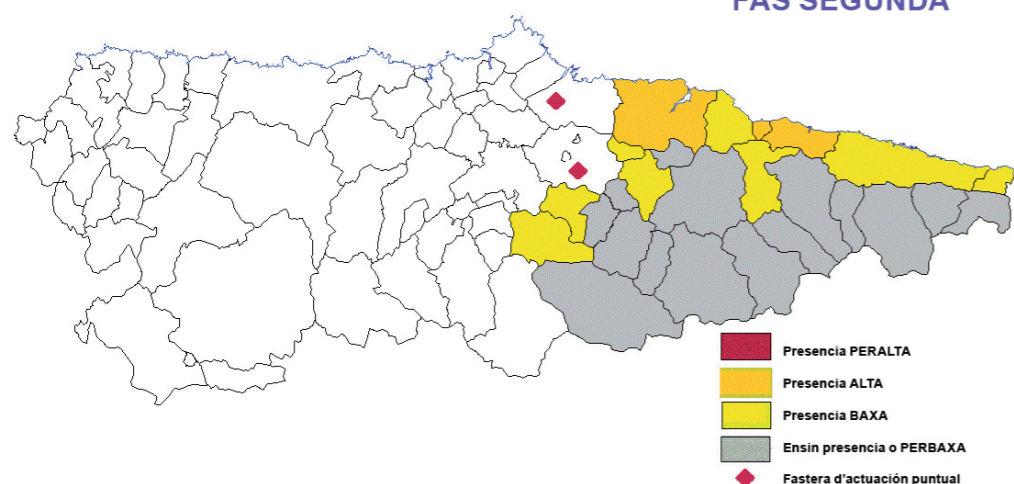 FAS SEGUNDA
Presencia PERALTA
Presencia ALTA
Presencia BAXA
Ensin presencia o PERBAXA
Fastera d'actuación puntual